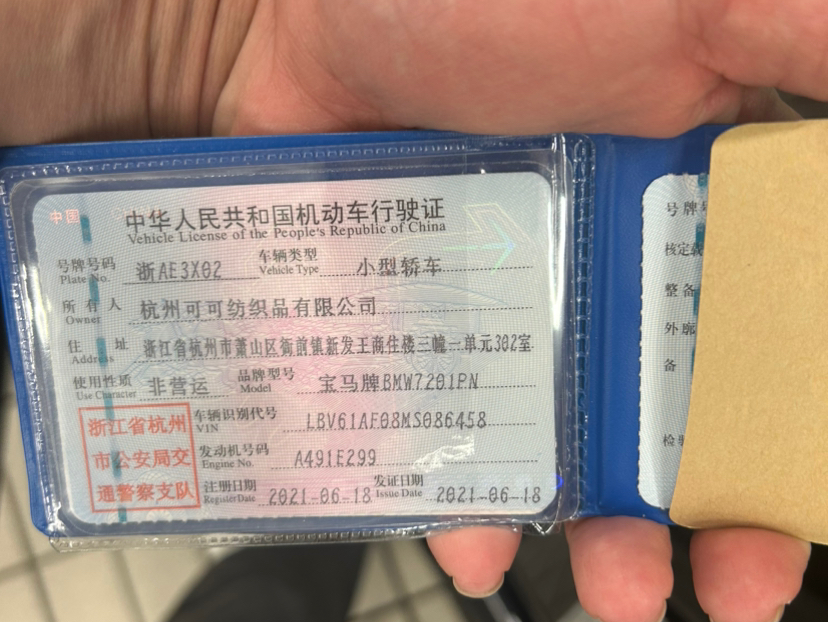 中国
中华人民共和国机动车行驶证
Vehicle License of the People's Republic of China
号牌号码 浙AE3X02 车辆类型 小型轿车
Plate No. Vehicle Type
所有人 杭州可可纺织品有限公司
Owner
住址 浙江省杭州市萧山区衙前镇新发王商住楼三幢一单元302室
Address
使用性质 非营运 品牌型号 宝马牌BMW7201PN
Use Character Model
浙江省杭州 车辆识别代号 LBV61AF08MS086458
VIN
市公安局交 发动机号码 A491E299
Engine No.
通警察支队 注册日期 2021-06-18 发证日期 2021-06-18
Register Date Issue Date
号牌
核定载
整备
外廓
备
检验